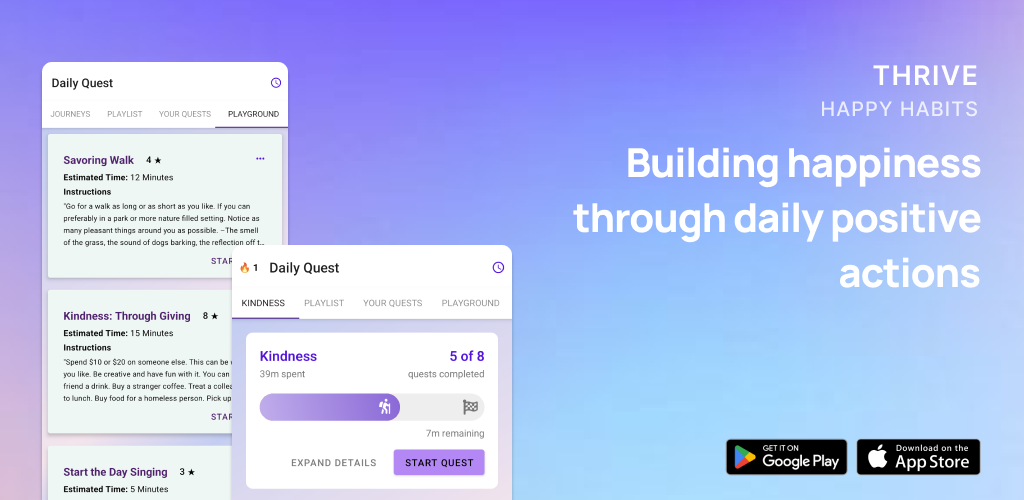 Daily Quest
JOURNEYS PLAYLIST YOUR QUESTS PLAYGROUND
Savoring Walk 4 ★ •••
Estimated Time: 12 Minutes
Instructions
"Go for a walk as long or as short as you like. If you can
preferably in a park or more nature filled setting. Notice as
many pleasant things around you as possible. –The smell
of the grass, the sound of dogs barking, the reflection off t...
STAR
Kindness: Through Giving 8 ★
Estimated Time: 15 Minutes
Instructions
"Spend $10 or $20 on someone else. This can be
you like. Be creative and have fun with it. You can
friend a drink. Buy a stranger coffee. Treat a collea
to lunch. Buy food for a homeless person. Pick up
STAR
Start the Day Singing 3 ★
Estimated Time: 5 Minutes
🔥 1 Daily Quest
KINDNESS PLAYLIST YOUR QUESTS PLAYGROUND
Kindness 5 of 8
39m spent quests completed
7m remaining
EXPAND DETAILS START QUEST
THRIVE
HAPPY HABITS
Building happiness
through daily positive
actions
GET IT ON
Google Play
Download on the
App Store